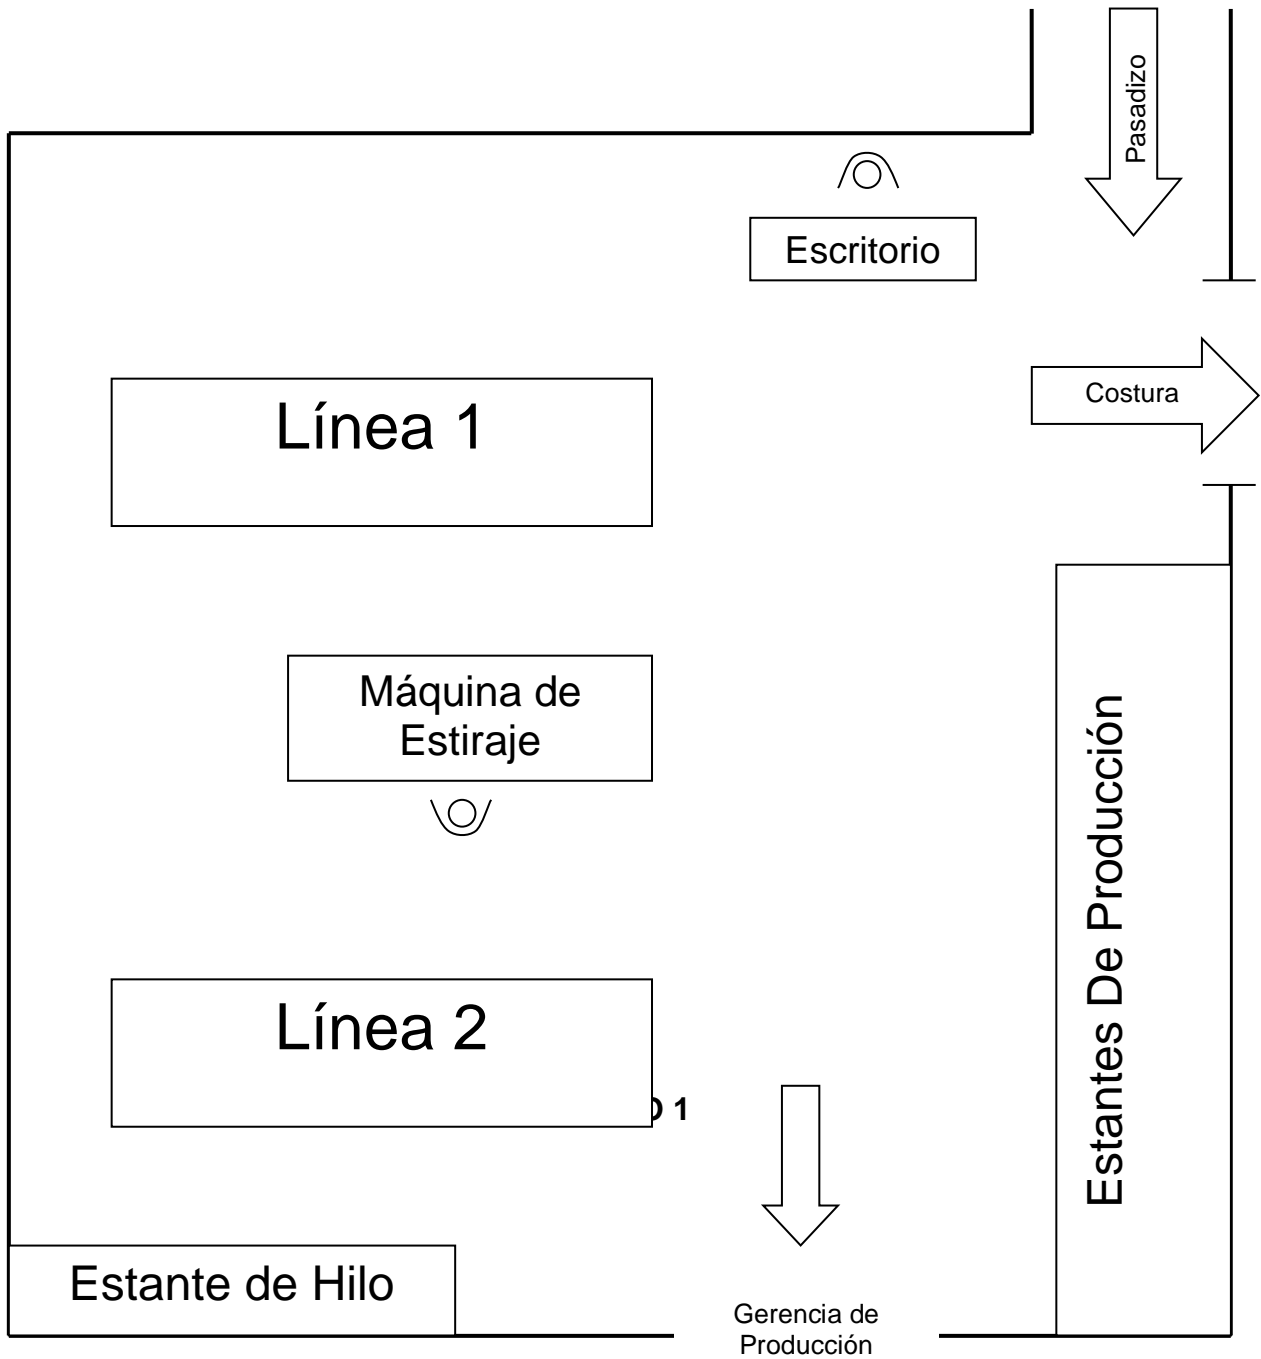 Pasadizo
Escritorio
Costura
Línea 1
Máquina de
Estiraje
Estantes De Producción
Línea 2
1
Estante de Hilo
Gerencia de
Producción